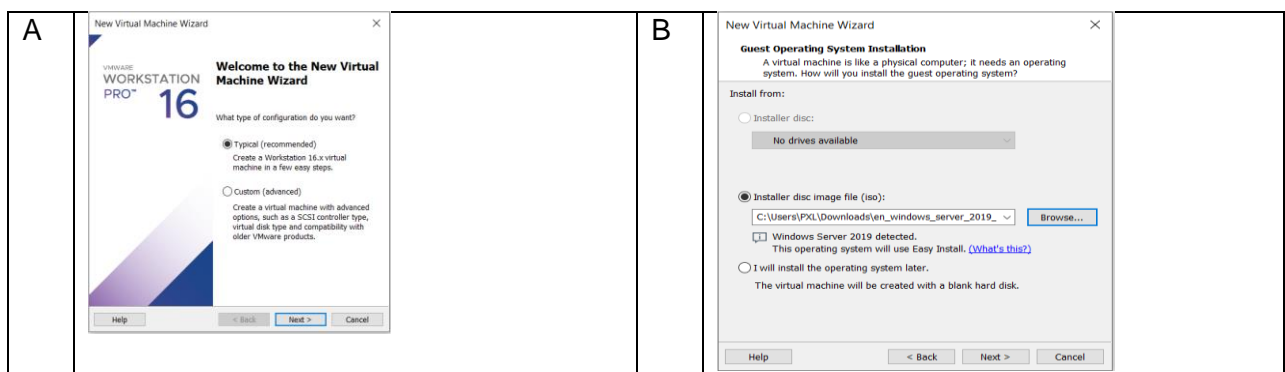 A
New Virtual Machine Wizard
VMWARE
WORKSTATION
PRO™ 16
Welcome to the New Virtual
Machine Wizard
What type of configuration do you want?
Typical (recommended)
Create a Workstation 16.x virtual
machine in a few easy steps.
Custom (advanced)
Create a virtual machine with advanced
options, such as a SCSI controller type,
virtual disk type and compatibility with
older VMware products.
Help
< Back
Next >
Cancel
B
New Virtual Machine Wizard
Guest Operating System Installation
A virtual machine is like a physical computer; it needs an operating
system. How will you install the guest operating system?
Install from:
Installer disc:
No drives available
Installer disc image file (iso):
C:\Users\PXL\Downloads\en_windows_server_2019_
Browse...
Windows Server 2019 detected.
This operating system will use Easy Install. (What's this?)
I will install the operating system later.
The virtual machine will be created with a blank hard disk.
Help
< Back
Next >
Cancel